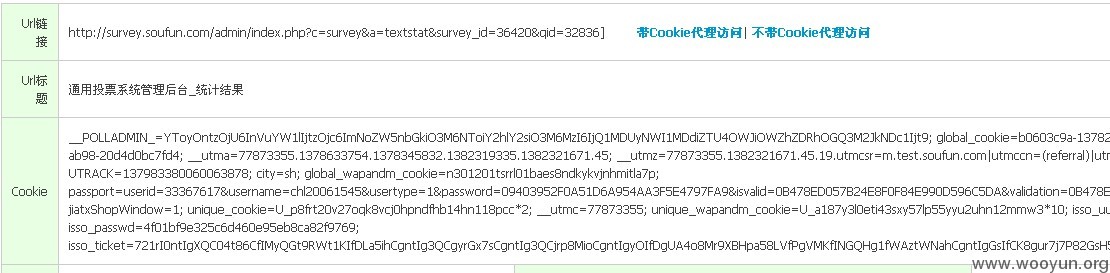 Url链
接
http://survey.soufun.com/admin/index.php?c=survey&a=textstat&survey_id=36420&qid=32836] 带Cookie代理访问| 不带Cookie代理访问
Url标
题
通用投票系统管理后台_统计结果
Cookie
global_cookie=b0603c9a-13782
ab98-20d4d0bc7fd4; __utma=77873355.1378633754.1378345832.1382319335.1382321671.45; __utmz=77873355.1382321671.45.19.utmcsr=m.test.soufun.com|utmccn=(referral)|utm
UTRACK=137983380060063878; city=sh; global_wapandm_cookie=n301201tsrrl01baes8ndkykvjnhmitla7p;
passport=userid=33367617&username=chl20061545&usertype=1&password=09403952F0A51D6A954AA3F5E4797FA9&isvalid=0B478ED057B24E8F0F84E990D596C5DA&validation=0B478E
jiatxShopWindow=1; unique_cookie=U_p8frt20v27oqk8vcj0hpndfhb14hn118pcc*2; __utmc=77873355; unique_wapandm_cookie=U_a187y3l0eti43sxy57lp55yyu2uhn12mmw3*10; isso_uu
isso_passwd=4f01bf9e325c6d460e95eb8ca82f9769;
www.wooyun.org